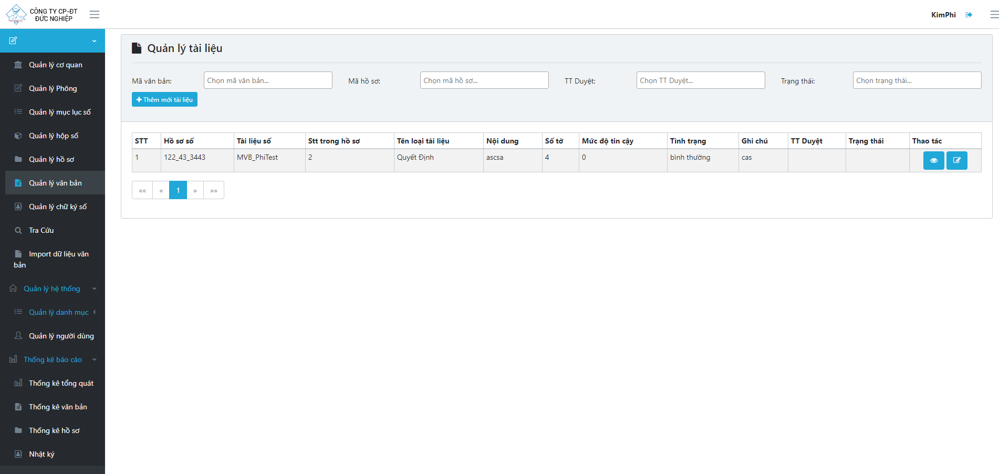 CÔNG TY CP-ĐT
ĐỨC NGHIỆP
KimPhi
Quản lý cơ quan
Quản lý Phông
Quản lý mục lục số
Quản lý hộp số
Quản lý hồ sơ
Quản lý văn bản
Quản lý chữ ký số
Tra Cứu
Import dữ liệu văn
bản
Quản lý hệ thống
Quản lý danh mục
Quản lý người dùng
Thống kê báo cáo
Thống kê tổng quát
Thống kê văn bản
Thống kê hồ sơ
Nhật ký
Quản lý tài liệu
Mã văn bản: Chọn mã văn bản... Mã hồ sơ: Chọn mã hồ sơ... TT Duyệt: Chọn TT Duyệt... Trạng thái: Chọn trạng thái...
Thêm mới tài liệu
STT Hồ sơ số Tài liệu số Stt trong hồ sơ Tên loại tài liệu Nội dung Số tờ Mức độ tin cậy Tình trạng Ghi chú TT Duyệt Trạng thái Thao tác
1 122_43_3443 MVB_PhiTest 2 Quyết Định ascsa 4 0 bình thường cas
«« « 1 » »»